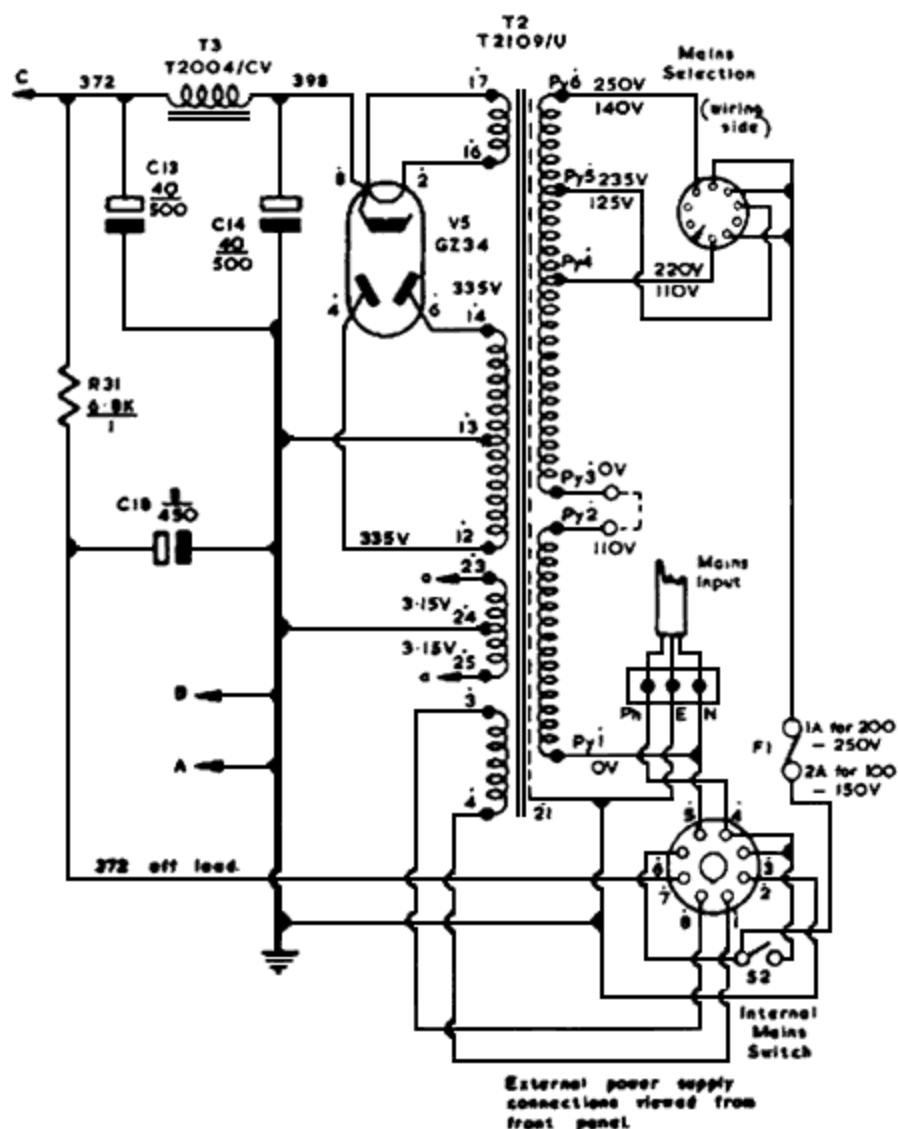 T2
T2109/U
T3
T2004/CV
C
372
398
17
Py6
250V
140V
Mains
Selection
(wiring
side)
16
8
2
Py5
235V
125V
C13
40
500
C14
40
500
V5
GZ34
Py4
220V
110V
335V
4
6
14
R31
6·8K
1
13
Py3
0V
C18
8
450
Py2
110V
335V
12
a
23
3·15V
24
3·15V
a
25
Mains
Input
3
Ph
E
N
B
A
Py1
0V
F1
1A for 200
- 250V
2A for 100
- 150V
4
21
5
4
372 off load
6
3
7
2
8
1
S2
Internal
Mains
Switch
External power supply
connections viewed from
front panel.